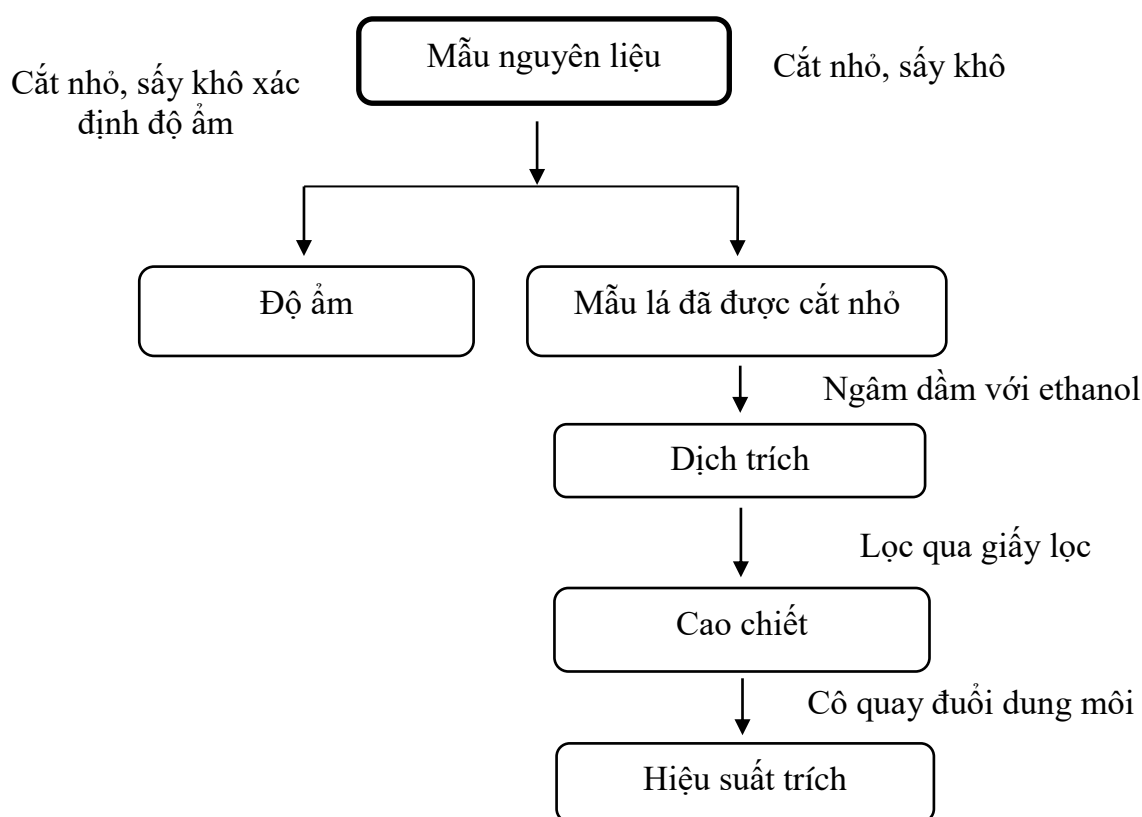 Mẫu nguyên liệu
Cắt nhỏ, sấy khô xác
định độ ẩm
Cắt nhỏ, sấy khô
Độ ẩm
Mẫu lá đã được cắt nhỏ
Ngâm dầm với ethanol
Dịch trích
Lọc qua giấy lọc
Cao chiết
Cô quay đuổi dung môi
Hiệu suất trích